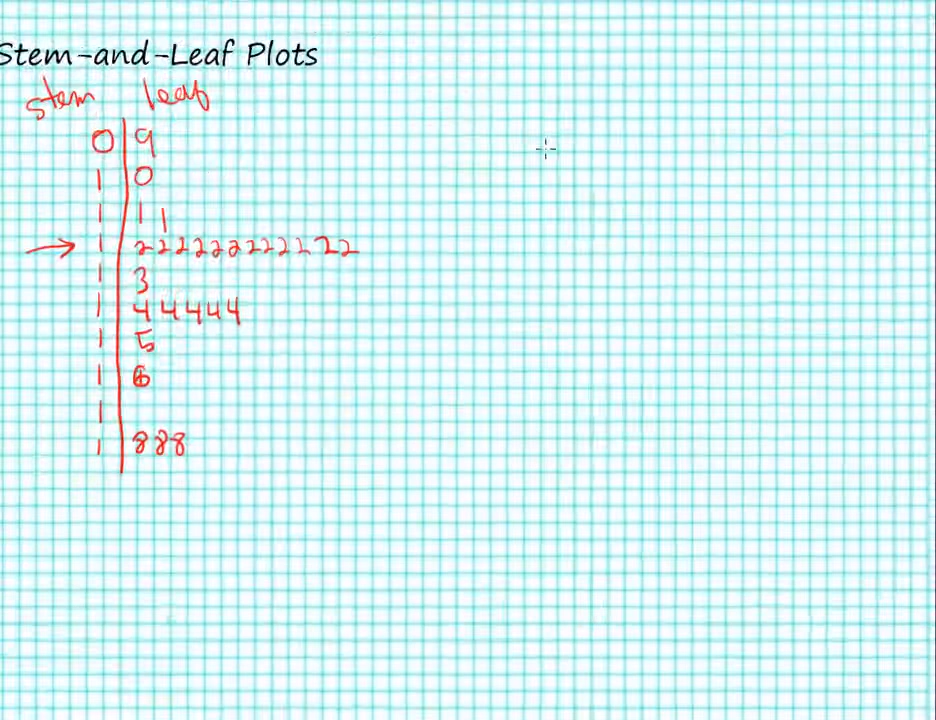 Stem-and-Leaf Plots
stem leaf
0 | 9
1 | 0
1 | 1 1
→ 1 | 2 2 2 2 2 2 2 2 2 2 2 2
1 | 3
1 | 4 4 4 4 4
1 | 5
1 | 6
1 |
1 | 8 8 8